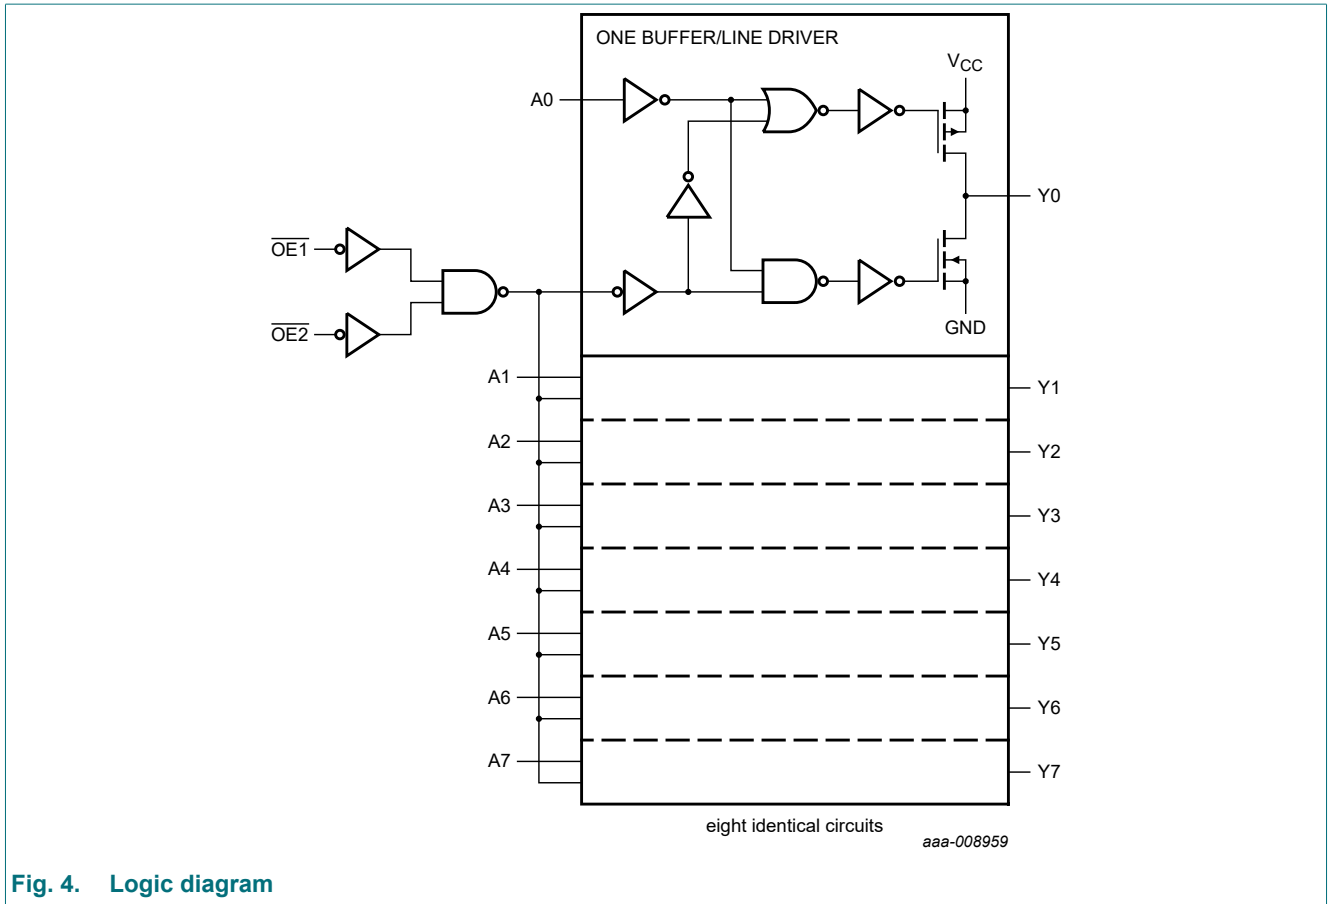 ONE BUFFER/LINE DRIVER
VCC
A0
Y0
OE1
OE2
GND
A1
Y1
A2
Y2
A3
Y3
A4
Y4
A5
Y5
A6
Y6
A7
Y7
eight identical circuits
aaa-008959
Fig. 4. Logic diagram